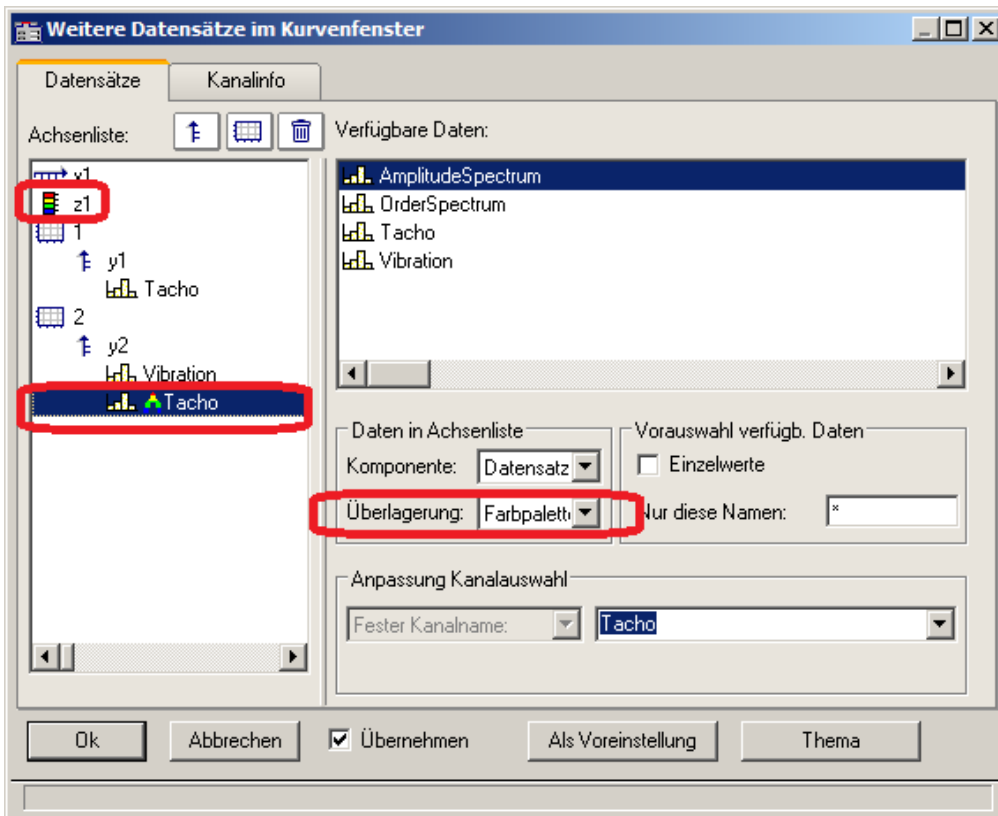 Weitere Datensätze im Kurvenfenster
Datensätze
Kanalinfo
Achsenliste:
Verfügbare Daten:
z1
1
y1
Tacho
2
y2
Vibration
Tacho
AmplitudeSpectrum
OrderSpectrum
Tacho
Vibration
Daten in Achsenliste
Komponente: Datensatz
Überlagerung: Farbpalett
Vorauswahl verfügb. Daten
Einzelwerte
Nur diese Namen: *
Anpassung Kanalauswahl
Fester Kanalname: Tacho
Ok
Abbrechen
Übernehmen
Als Voreinstellung
Thema